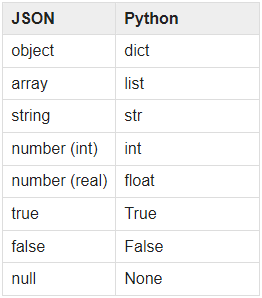 JSON Python
object dict
array list
string str
number (int) int
number (real) float
true True
false False
null None